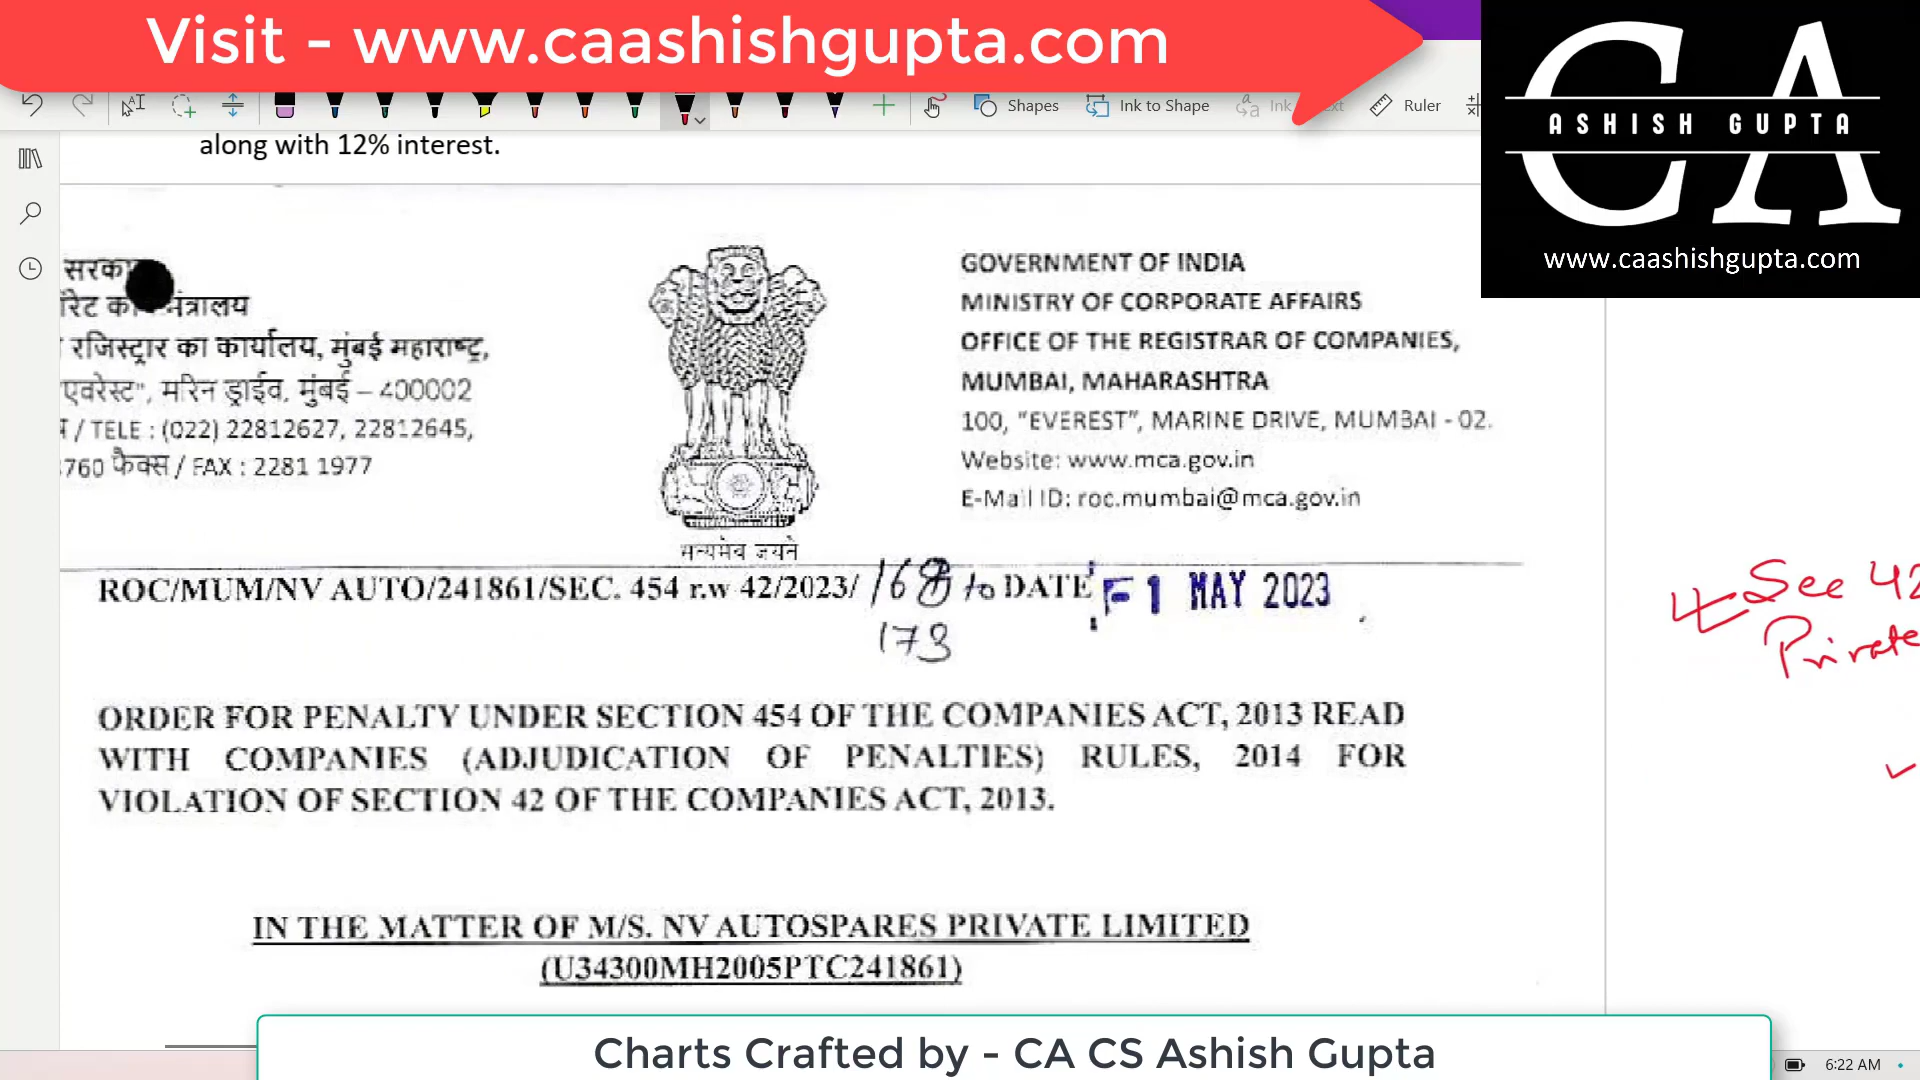 Visit - www.caashishgupta.com
ASHISH GUPTA
www.caashishgupta.com
Shapes
Ink to Shape
Ruler
along with 12% interest.
सरका
रेट का मंत्रालय
रजिस्ट्रार का कार्यालय, मुंबई महाराष्ट्र,
एवरेस्ट", मरिन ड्राईव, मुंबई – 400002
/ TELE : (022) 22812627, 22812645,
760 फैक्स / FAX : 2281 1977
सत्यमेव जयते
GOVERNMENT OF INDIA
MINISTRY OF CORPORATE AFFAIRS
OFFICE OF THE REGISTRAR OF COMPANIES,
MUMBAI, MAHARASHTRA
100, "EVEREST", MARINE DRIVE, MUMBAI - 02.
Website: www.mca.gov.in
E-Mail ID: roc.mumbai@mca.gov.in
ROC/MUM/NV AUTO/241861/SEC. 454 r.w 42/2023/ 168 to DATE 1 MAY 2023
173
See 42
Private
ORDER FOR PENALTY UNDER SECTION 454 OF THE COMPANIES ACT, 2013 READ
WITH COMPANIES (ADJUDICATION OF PENALTIES) RULES, 2014 FOR
VIOLATION OF SECTION 42 OF THE COMPANIES ACT, 2013.
IN THE MATTER OF M/S. NV AUTOSPARES PRIVATE LIMITED
(U34300MH2005PTC241861)
Charts Crafted by - CA CS Ashish Gupta
6:22 AM